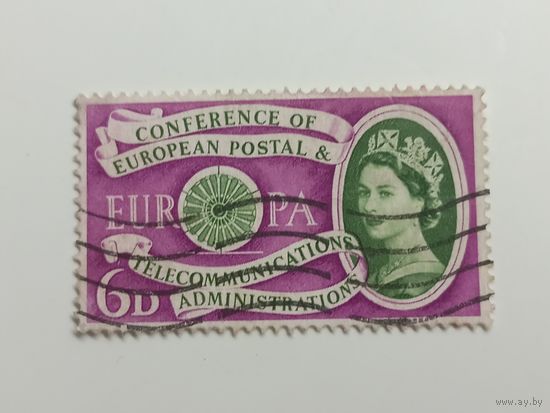 CONFERENCE OF
EUROPEAN POSTAL &
EUROPA
TELECOMMUNICATIONS
ADMINISTRATIONS
6D
www.ay.by